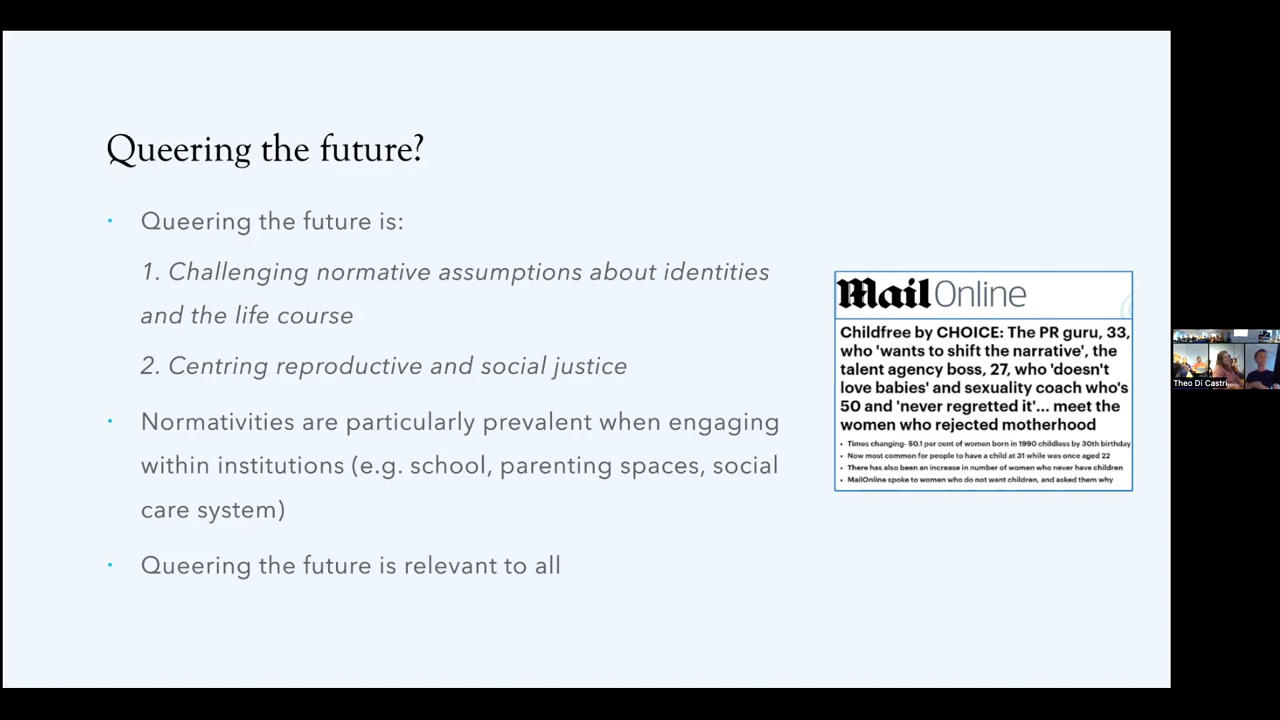 Queering the future?
Queering the future is:
1. Challenging normative assumptions about identities
and the life course
2. Centring reproductive and social justice
Normativities are particularly prevalent when engaging
within institutions (e.g. school, parenting spaces, social
care system)
Queering the future is relevant to all
Mail Online
Childfree by CHOICE: The PR guru, 33,
who 'wants to shift the narrative', the
talent agency boss, 27, who 'doesn't
love babies' and sexuality coach who's
50 and 'never regretted it'... meet the
women who rejected motherhood
Times changing- 50.1 per cent of women born in 1990 childless by 30th birthday
Now most common for people to have a child at 31 while was once aged 22
There has also been an increase in number of women who never have children
MailOnline spoke to women who do not want children, and asked them why
Theo Di Castri